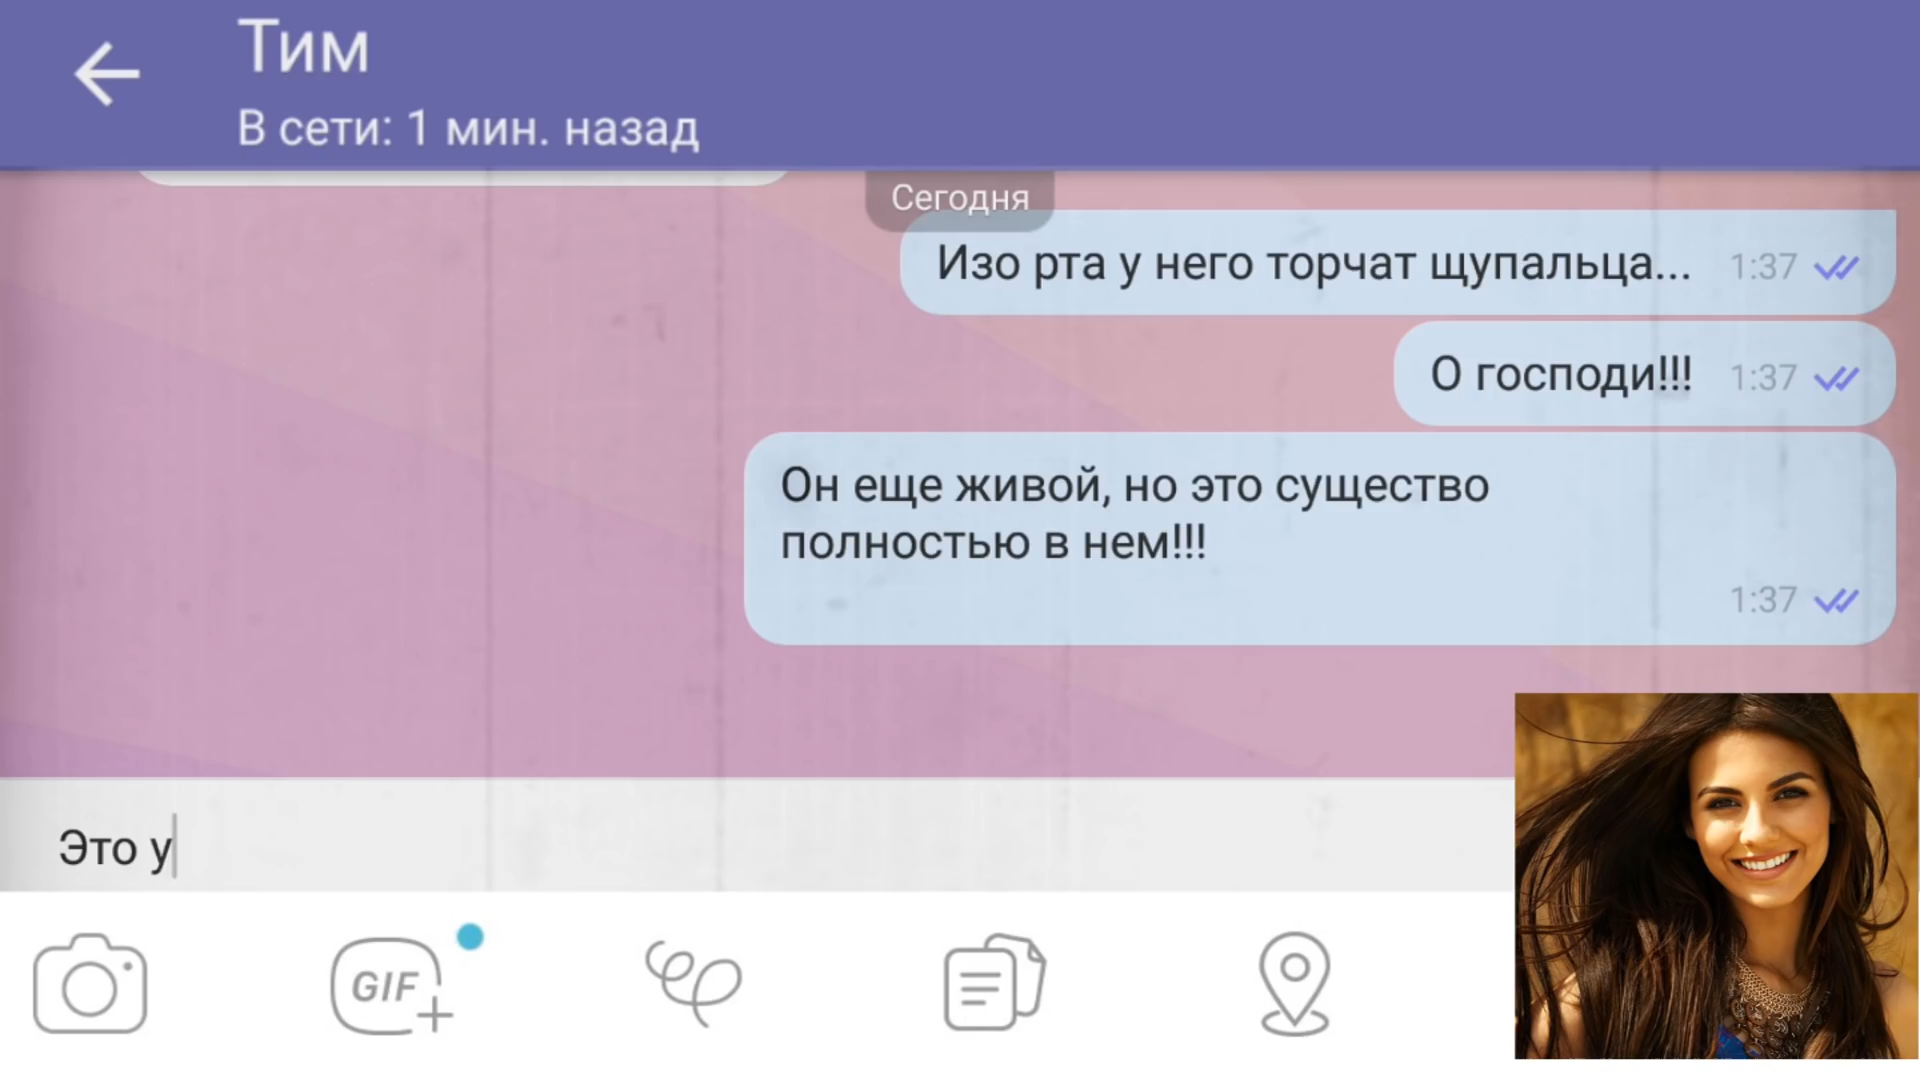 Тим
В сети: 1 мин. назад
Сегодня
Изо рта у него торчат щупальца... 1:37
О господи!!! 1:37
Он еще живой, но это существо
полностью в нем!!!
1:37
Это у
GIF